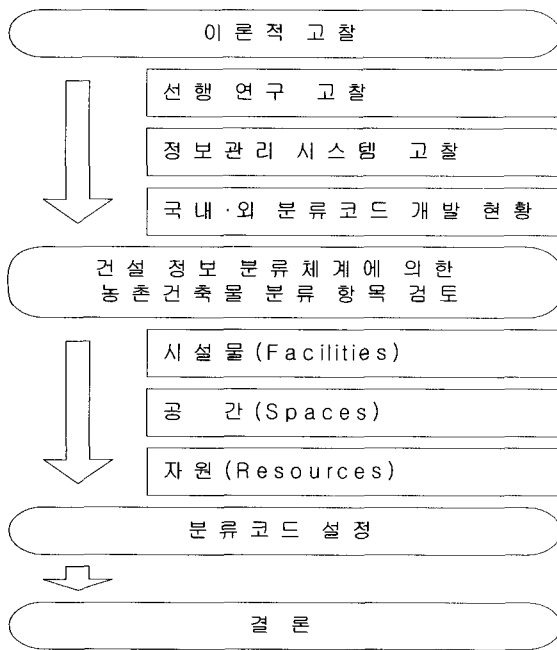 이론적 고찰
선행 연구 고찰
정보관리 시스템 고찰
국내·외 분류코드 개발 현황
건설 정보 분류체계에 의한
농촌건축물 분류 항목 검토
시설물(Facilities)
공 간(Spaces)
자원(Resources)
분류코드 설정
결 론